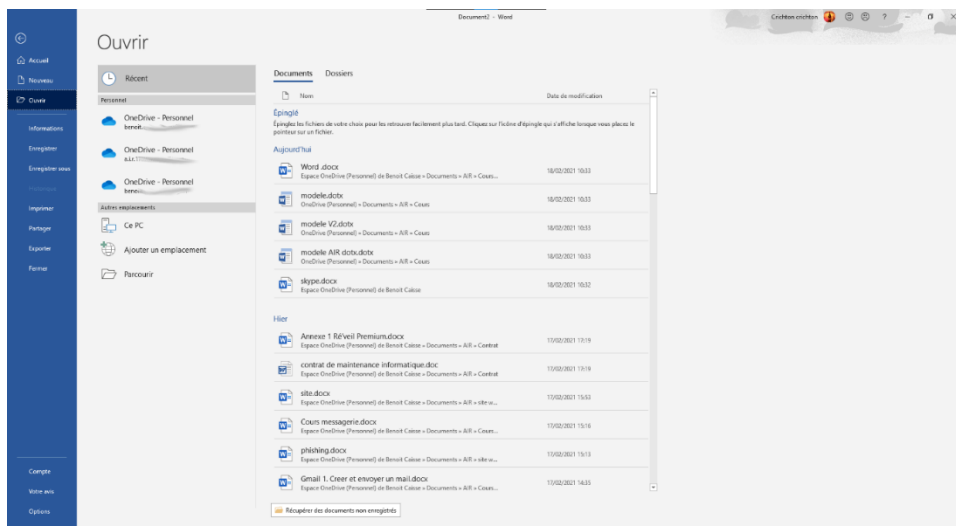 Document2 - Word
Crichton crichton
?
Ouvrir
Accueil
Nouveau
Ouvrir
Informations
Enregistrer
Enregistrer sous
Imprimer
Partager
Exporter
Fermer
Compte
Votre avis
Options
Récent
Personnel
OneDrive - Personnel
benoit
OneDrive - Personnel
OneDrive - Personnel
Autres emplacements
Ce PC
Ajouter un emplacement
Parcourir
Documents Dossiers
Nom Date de modification
Épinglé
Épinglez les fichiers de votre choix pour les retrouver facilement plus tard. Cliquez sur l'icône d'épingle qui s'affiche lorsque vous placez le
pointeur sur un fichier.
Aujourd'hui
Word .docx
Espace OneDrive (Personnel) de Benoit Caisse » Documents » AIR » Cours...
18/02/2021 10:33
modele.dotx
OneDrive (Personnel) » Documents » AIR » Cours
18/02/2021 10:33
modele V2.dotx
OneDrive (Personnel) » Documents » AIR » Cours
18/02/2021 10:33
modele AIR dotx.dotx
OneDrive (Personnel) » Documents » AIR » Cours
18/02/2021 10:33
skype.docx
Espace OneDrive (Personnel) de Benoit Caisse
18/02/2021 10:32
Hier
Annexe 1 Ré'veil Premium.docx
Espace OneDrive (Personnel) de Benoit Caisse » Documents » AIR » Contrat
17/02/2021 17:19
contrat de maintenance informatique.doc
Espace OneDrive (Personnel) de Benoit Caisse » Documents » AIR » Contrat
17/02/2021 17:19
site.docx
Espace OneDrive (Personnel) de Benoit Caisse » Documents » AIR » site w...
17/02/2021 15:53
Cours messagerie.docx
Espace OneDrive (Personnel) de Benoit Caisse » Documents » AIR » Cours...
17/02/2021 15:16
phishing.docx
Espace OneDrive (Personnel) de Benoit Caisse » Documents » AIR » site w...
17/02/2021 15:13
Gmail 1. Creer et envoyer un mail.docx
Espace OneDrive (Personnel) de Benoit Caisse » Documents » AIR » Cours...
17/02/2021 14:35
Récupérer des documents non enregistrés